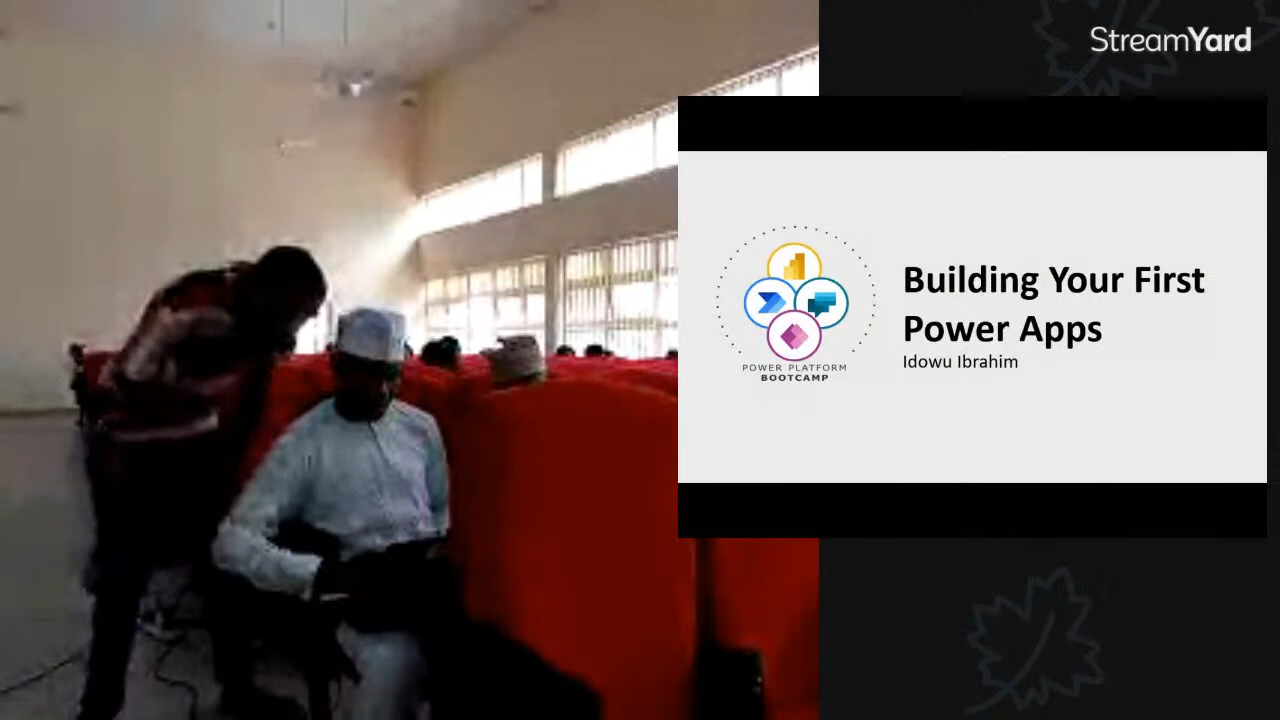 StreamYard
Building Your First
Power Apps
Idowu Ibrahim
POWER PLATFORM
BOOTCAMP